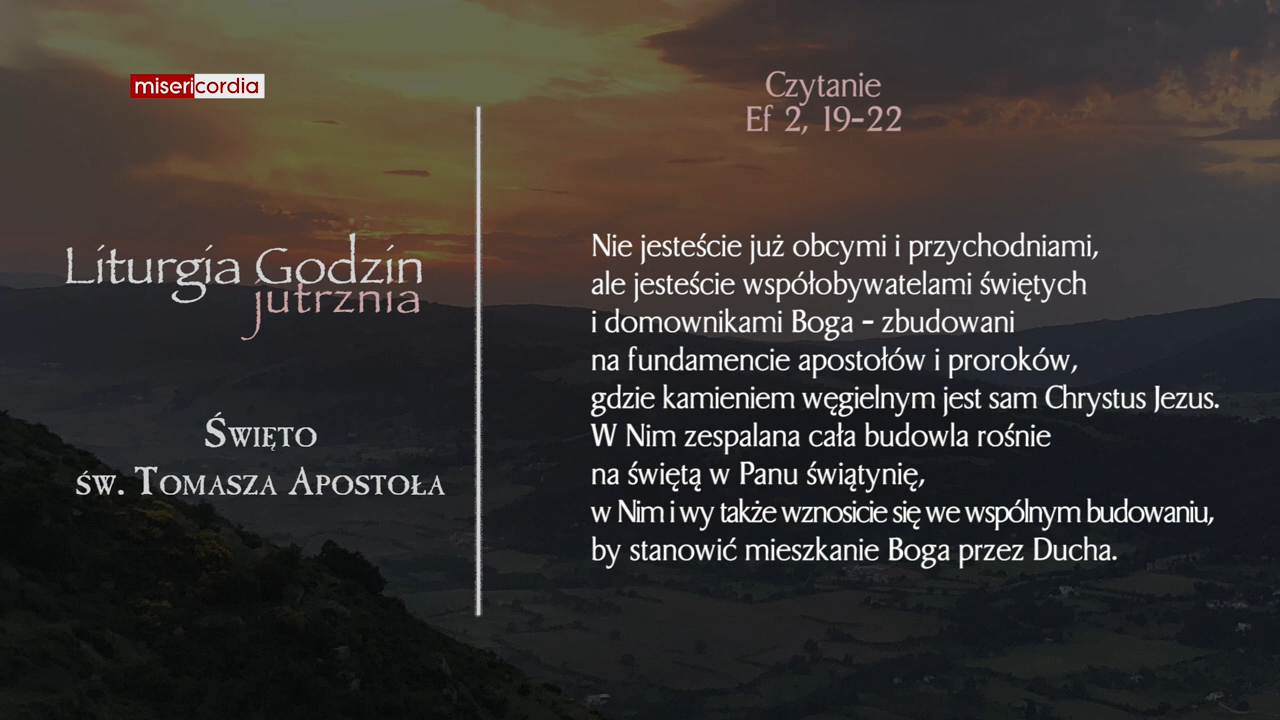 misericordia
Liturgia Godzin
jutrznia
Święto
św. Tomasza Apostoła
Czytanie
Ef 2, 19-22
Nie jesteście już obcymi i przychodniami,
ale jesteście współobywatelami świętych
i domownikami Boga - zbudowani
na fundamencie apostołów i proroków,
gdzie kamieniem węgielnym jest sam Chrystus Jezus.
W Nim zespalana cała budowla rośnie
na świętą w Panu świątynię,
w Nim i wy także wznosicie się we wspólnym budowaniu,
by stanowić mieszkanie Boga przez Ducha.